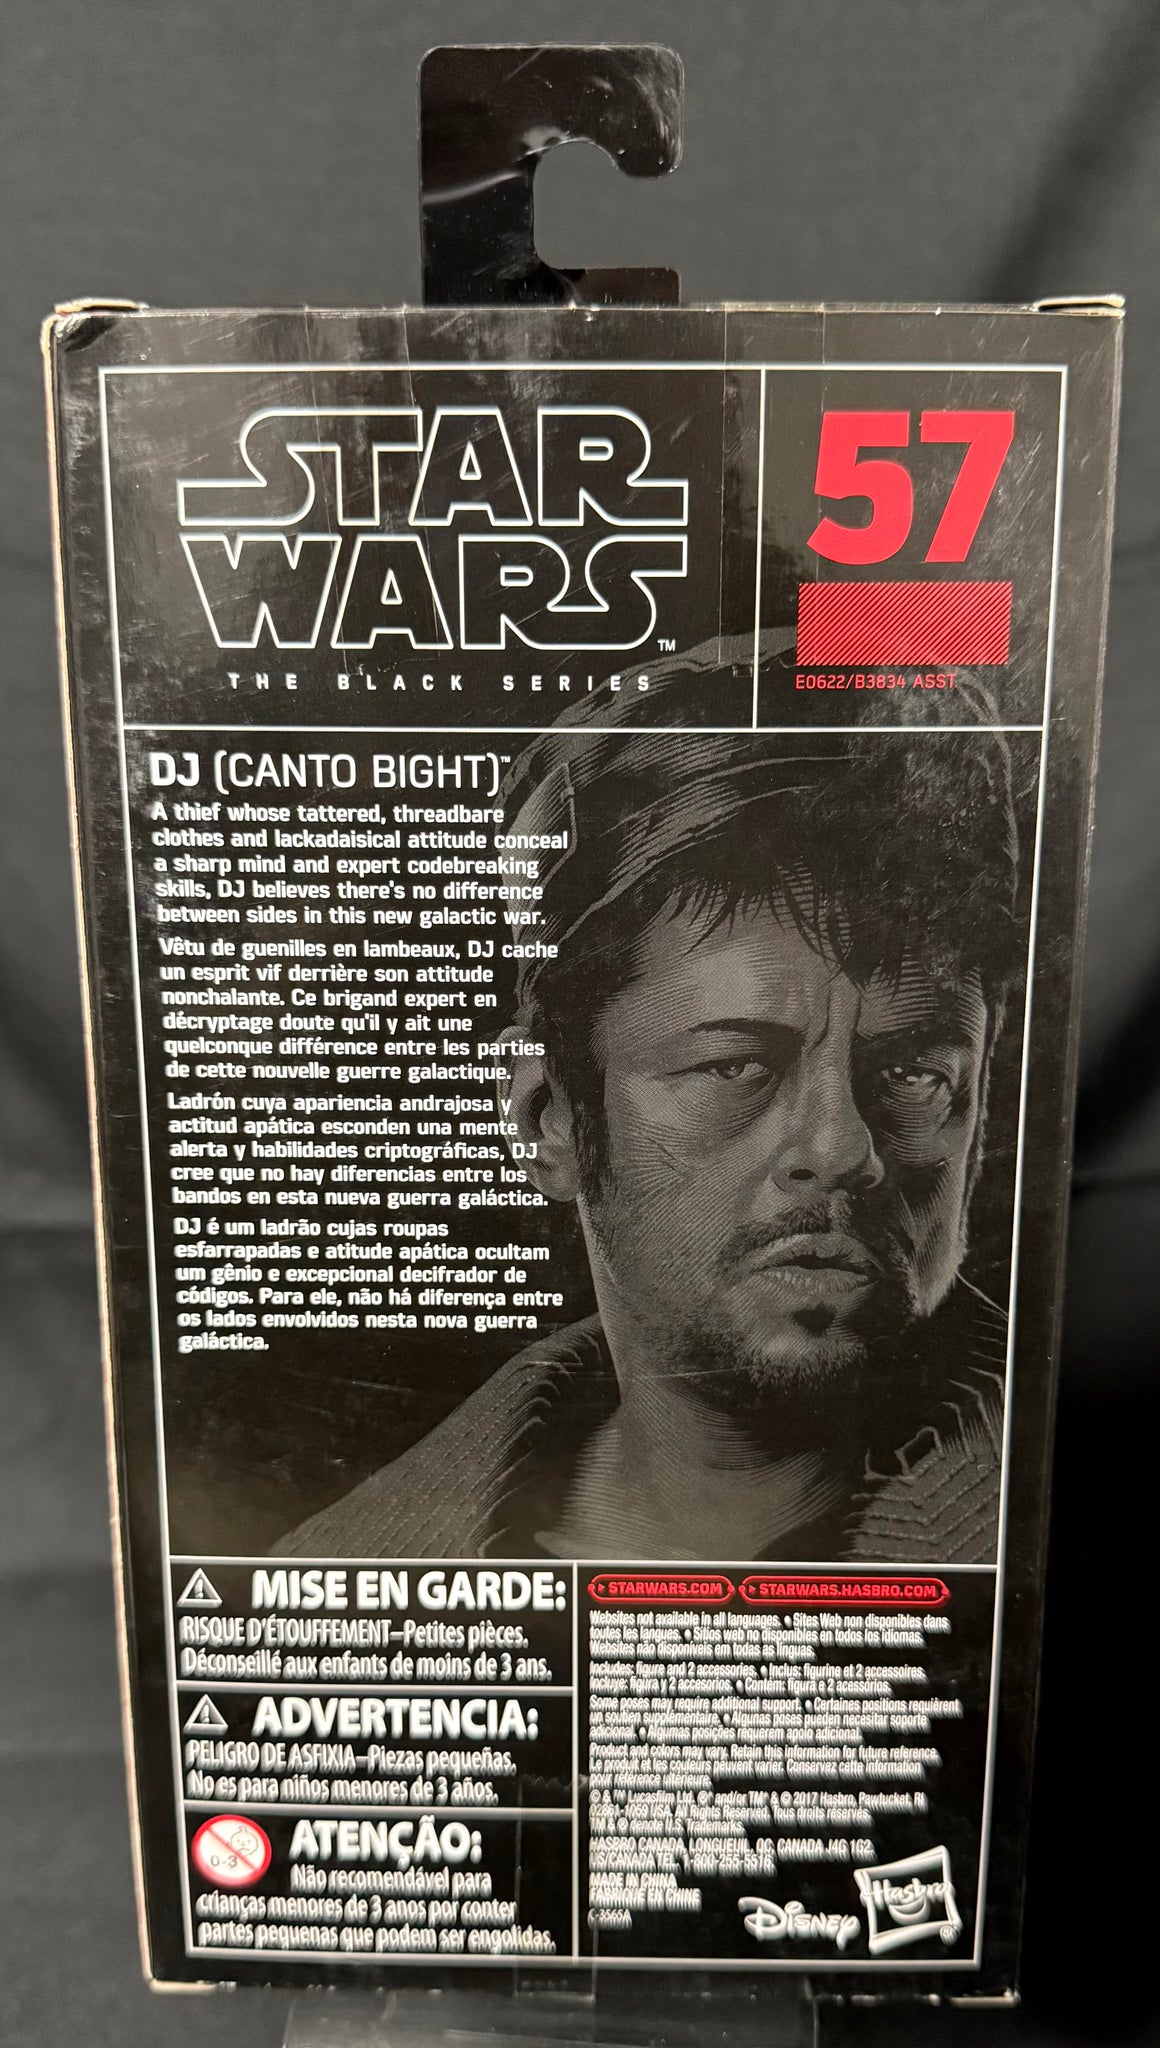 STAR
WARS
TM
THE BLACK SERIES
57
E0622/B3834 ASST
DJ (CANTO BIGHT)™
A thief whose tattered, threadbare
clothes and lackadaisical attitude conceal
a sharp mind and expert codebreaking
skills, DJ believes there's no difference
between sides in this new galactic war.
Vêtu de guenilles en lambeaux, DJ cache
un esprit vif derrière son attitude
nonchalante. Ce brigand expert en
décryptage doute qu'il y ait une
quelconque différence entre les parties
de cette nouvelle guerre galactique.
Ladrón cuya apariencia andrajosa y
actitud apática esconden una mente
alerta y habilidades criptográficas, DJ
cree que no hay diferencias entre los
bandos en esta nueva guerra galáctica.
DJ é um ladrão cujas roupas
esfarrapadas e atitude apática ocultam
um gênio e excepcional decifrador de
códigos. Para ele, não há diferença entre
os lados envolvidos nesta nova guerra
galáctica.
MISE EN GARDE:
RISQUE D'ÉTOUFFEMENT—Petites pièces.
Déconseillé aux enfants de moins de 3 ans.
ADVERTENCIA:
PELIGRO DE ASFIXIA—Piezas pequeñas.
No es para niños menores de 3 años.
0-3
ATENÇÃO:
Não recomendável para
crianças menores de 3 anos por conter
partes pequenas que podem ser engolidas.
STARWARS.COM STARWARS.HASBRO.COM
Websites not available in all languages. • Sites Web non disponibles dans
toutes les langues. • Sitios web no disponibles en todos los idiomas.
Websites não disponíveis em todas as línguas.
Includes: figure and 2 accessories. • Inclus: figurine et 2 accessoires.
Incluye: figura y 2 accesorios. • Contém: figura e 2 acessórios.
Some poses may require additional support. • Certaines positions requièrent
un soutien supplémentaire. • Algunas poses pueden necesitar soporte
adicional. • Algumas posições requerem apoio adicional.
Product and colors may vary. Retain this information for future reference.
Le produit et les couleurs peuvent varier. Conservez cette information
pour référence ultérieure.
© & ™ Lucasfilm Ltd. ®* and/or TM* & © 2017 Hasbro, Pawtucket, RI
02861-1059 USA. All Rights Reserved. Tous droits réservés.
TM & ® denote U.S. Trademarks.
HASBRO CANADA, LONGUEUIL, QC, CANADA J4G 1G2.
US/CANADA TEL. 1-800-255-5516.
MADE IN CHINA
FABRIQUÉ EN CHINE
C-3565A
Disney
Hasbro